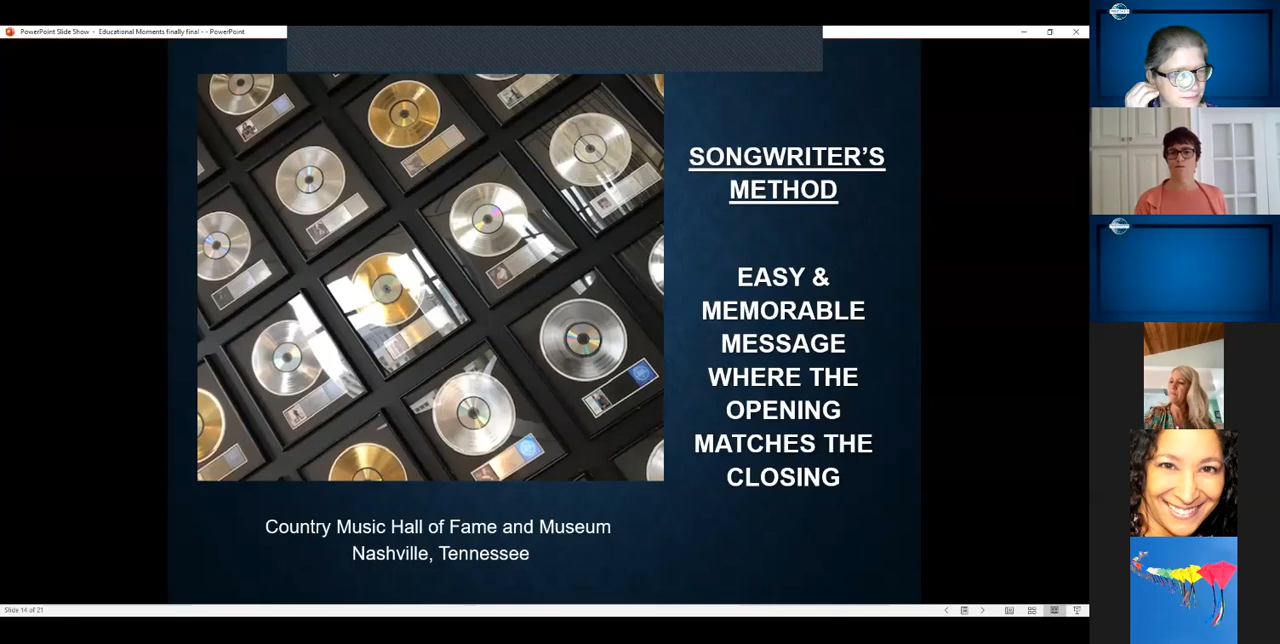 PowerPoint Slide Show - Educational Moments finally final - - PowerPoint
SONGWRITER'S
METHOD
EASY &
MEMORABLE
MESSAGE
WHERE THE
OPENING
MATCHES THE
CLOSING
Country Music Hall of Fame and Museum
Nashville, Tennessee
Slide 14 of 21